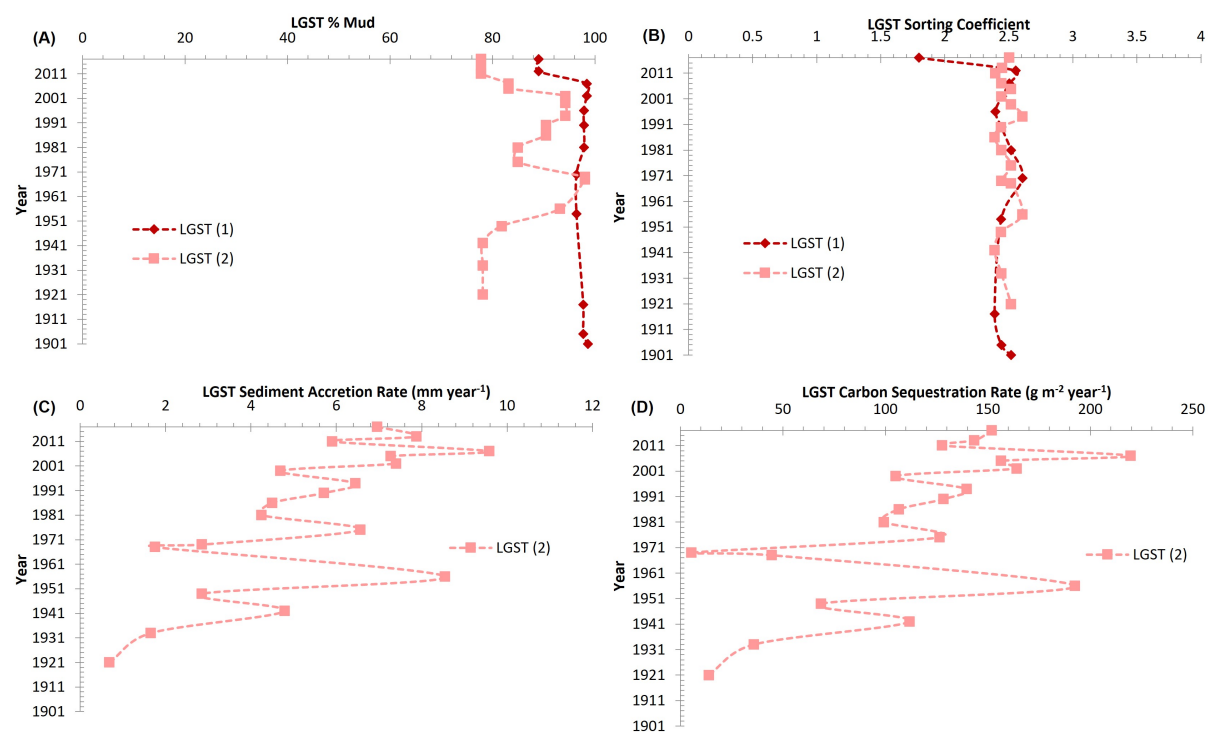 LGST % Mud
(A)
0 20 40 60 80 100
2011
2001
1991
1981
1971
1961
1951
1941
1931
1921
1911
1901
Year
LGST (1)
LGST (2)
LGST Sorting Coefficient
(B)
0 0.5 1 1.5 2 2.5 3 3.5 4
2011
2001
1991
1981
1971
1961
1951
1941
1931
1921
1911
1901
Year
LGST (1)
LGST (2)
LGST Sediment Accretion Rate (mm year⁻¹)
(C)
0 2 4 6 8 10 12
2011
2001
1991
1981
1971
1961
1951
1941
1931
1921
1911
1901
Year
LGST (2)
LGST Carbon Sequestration Rate (g m⁻² year⁻¹)
(D)
0 50 100 150 200 250
2011
2001
1991
1981
1971
1961
1951
1941
1931
1921
1911
1901
Year
LGST (2)